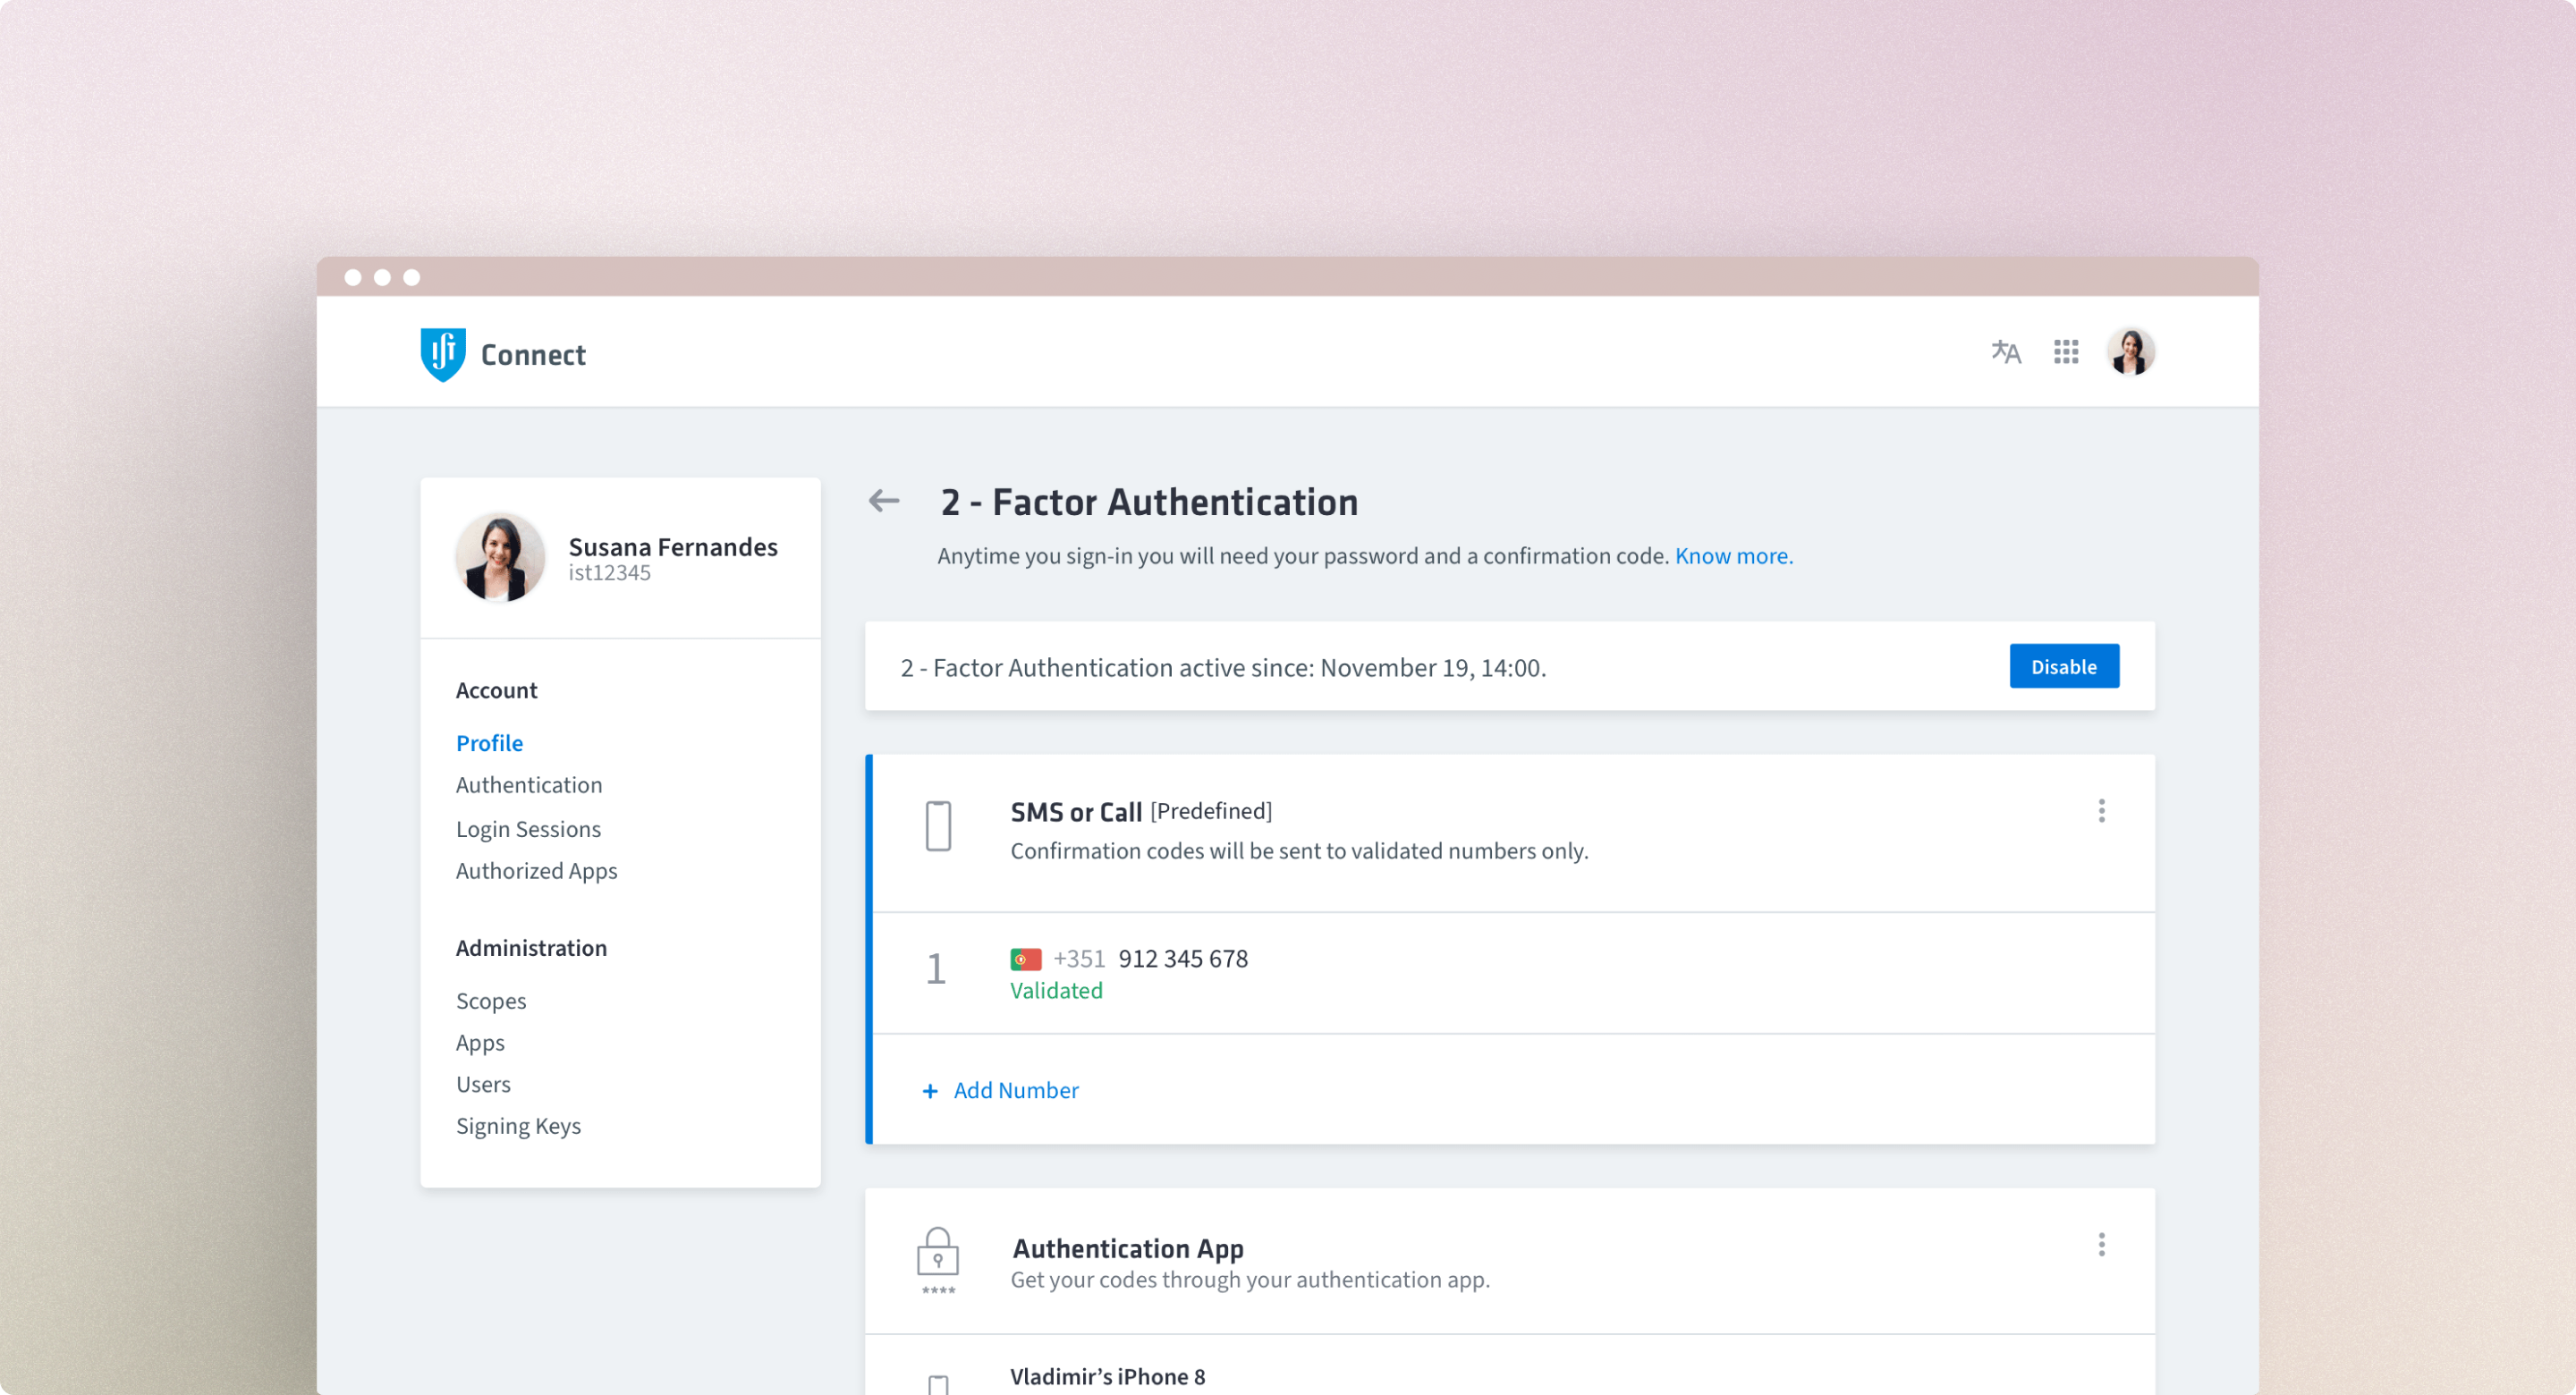 Connect
Susana Fernandes
ist12345
Account
Profile
Authentication
Login Sessions
Authorized Apps
Administration
Scopes
Apps
Users
Signing Keys
2 - Factor Authentication
Anytime you sign-in you will need your password and a confirmation code. Know more.
2 - Factor Authentication active since: November 19, 14:00.
Disable
SMS or Call [Predefined]
Confirmation codes will be sent to validated numbers only.
1
+351 912 345 678
Validated
+ Add Number
****
Authentication App
Get your codes through your authentication app.
Vladimir’s iPhone 8